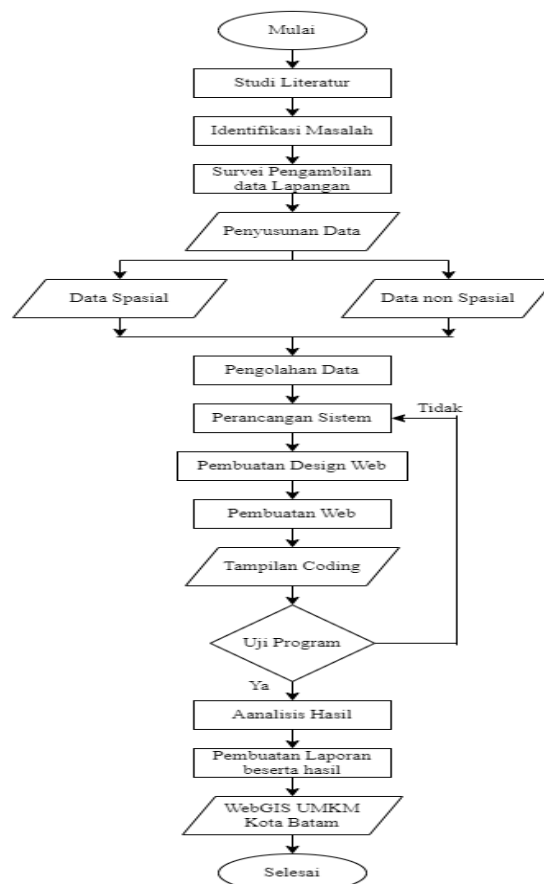 Mulai
Studi Literatur
Identifikasi Masalah
Survei Pengambilan
data Lapangan
Penyusunan Data
Data Spasial
Data non Spasial
Pengolahan Data
Tidak
Perancangan Sistem
Pembuatan Design Web
Pembuatan Web
Tampilan Coding
Uji Program
Ya
Aanalisis Hasil
Pembuatan Laporan
beserta hasil
WebGIS UMKM
Kota Batam
Selesai